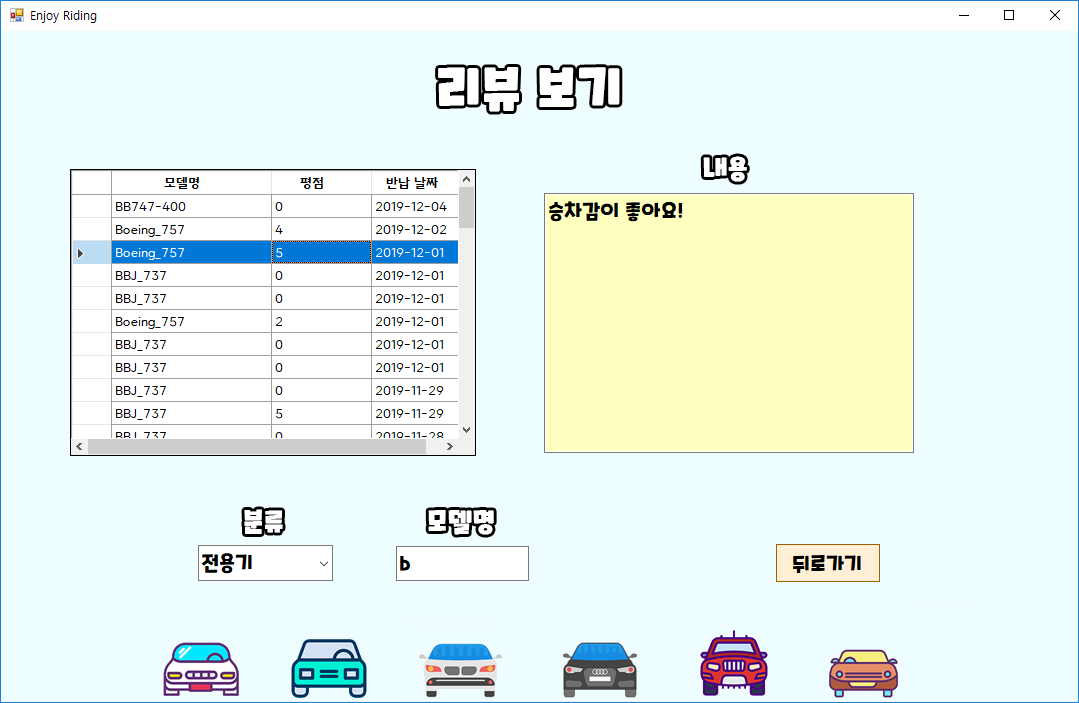 Enjoy Riding
리뷰 보기
모델명 평점 반납 날짜
BB747-400 0 2019-12-04
Boeing_757 4 2019-12-02
Boeing_757 5 2019-12-01
BBJ_737 0 2019-12-01
BBJ_737 0 2019-12-01
Boeing_757 2 2019-12-01
BBJ_737 0 2019-12-01
BBJ_737 0 2019-12-01
BBJ_737 0 2019-11-29
BBJ_737 5 2019-11-29
BBJ_737 0 2019-11-28
내용
승차감이 좋아요!
분류
전용기
모델명
b
뒤로가기